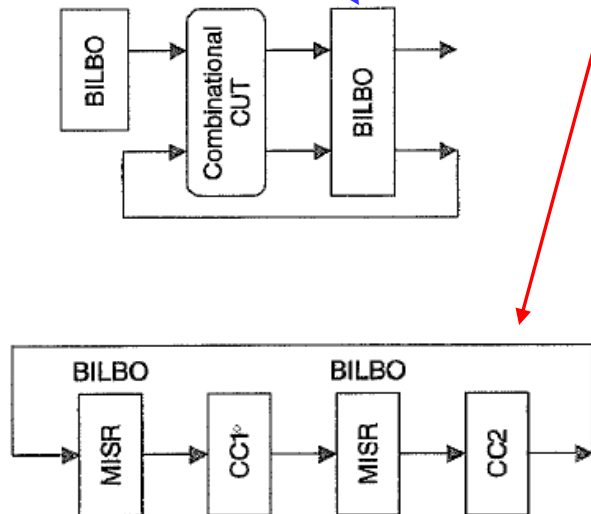 BILBO
Combinational
CUT
BILBO
BILBO
BILBO
MISR
CC1
MISR
CC2